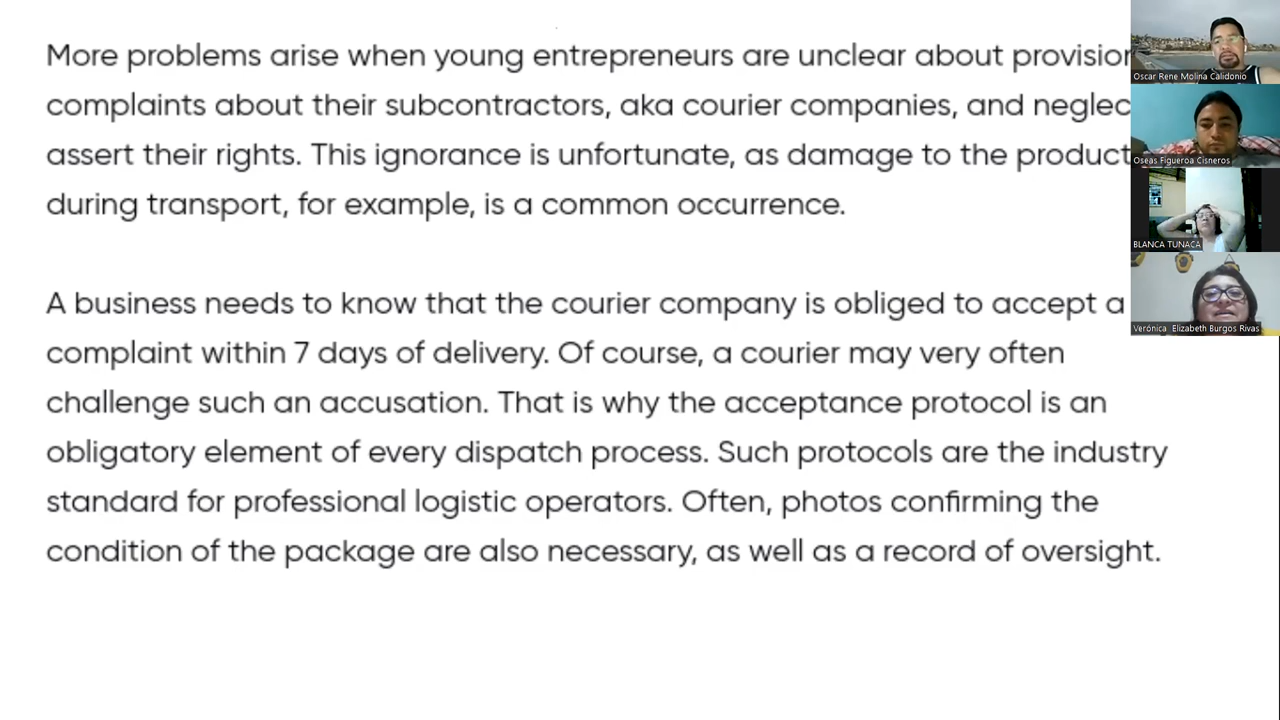 More problems arise when young entrepreneurs are unclear about provision
complaints about their subcontractors, aka courier companies, and neglec
assert their rights. This ignorance is unfortunate, as damage to the product
during transport, for example, is a common occurrence.
A business needs to know that the courier company is obliged to accept a
complaint within 7 days of delivery. Of course, a courier may very often
challenge such an accusation. That is why the acceptance protocol is an
obligatory element of every dispatch process. Such protocols are the industry
standard for professional logistic operators. Often, photos confirming the
condition of the package are also necessary, as well as a record of oversight.
Oscar Rene Molina Calidonio
Oseas Figueroa Cisneros
BLANCA TUNACA
Verónica Elizabeth Burgos Rivas